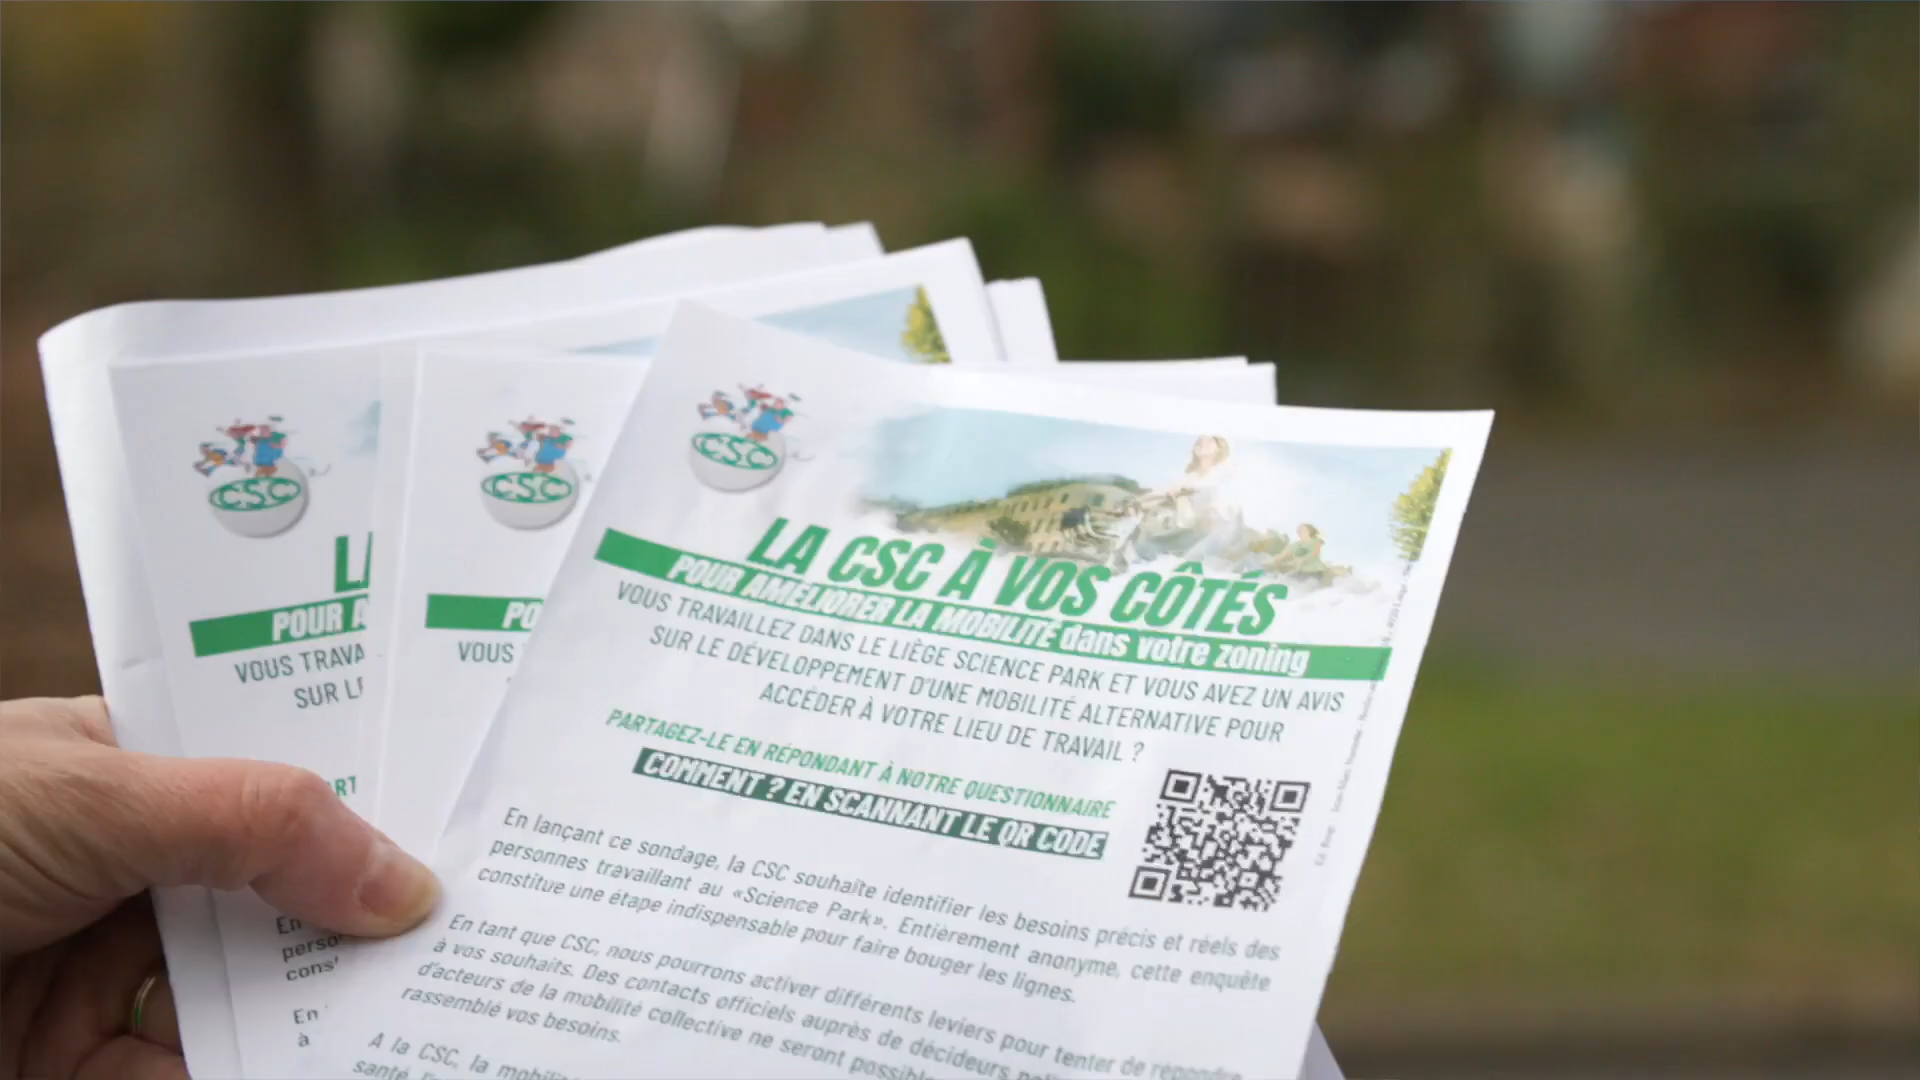 CSC
LA CSC À VOS CÔTÉS
POUR AMÉLIORER LA MOBILITÉ dans votre zoning
VOUS TRAVAILLEZ DANS LE LIÈGE SCIENCE PARK ET VOUS AVEZ UN AVIS
SUR LE DÉVELOPPEMENT D'UNE MOBILITÉ ALTERNATIVE POUR
ACCÉDER À VOTRE LIEU DE TRAVAIL ?
PARTAGEZ-LE EN RÉPONDANT À NOTRE QUESTIONNAIRE
COMMENT ? EN SCANNANT LE QR CODE
En lançant ce sondage, la CSC souhaite identifier les besoins précis et réels des
personnes travaillant au «Science Park». Entièrement anonyme, cette enquête
constitue une étape indispensable pour faire bouger les lignes.
En tant que CSC, nous pourrons activer différents leviers pour tenter de répondre
à vos souhaits. Des contacts officiels auprès de décideurs
d'acteurs de la mobilité collective ne seront
rassemblé vos besoins.
A la CSC, la
santé,
CSC
PO
VOUS
CSC
POUR
VOUS
SUR
En
à